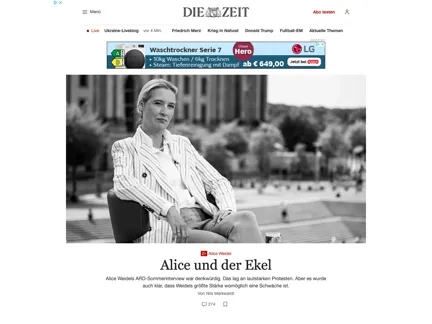 Menü
DIE ZEIT
Abo testen
Live Ukraine-Liveblog vor 4 Min. Friedrich Merz Krieg in Nahost Donald Trump Fußball-EM Aktuelle Themen
Waschtrockner Serie 7
• 10kg Waschen / 6kg Trocknen
• Steam: Tiefenreinigung mit Dampf
ab € 649,00
Hero
LG
Jetzt bei
Z+ Alice Weidel
Alice und der Ekel
Alice Weidels ARD-Sommerinterview war denkwürdig. Das lag an lautstarken Protesten. Aber es wurde
auch klar, dass Weidels größte Stärke womöglich eine Schwäche ist.
Von Nils Markwardt
274